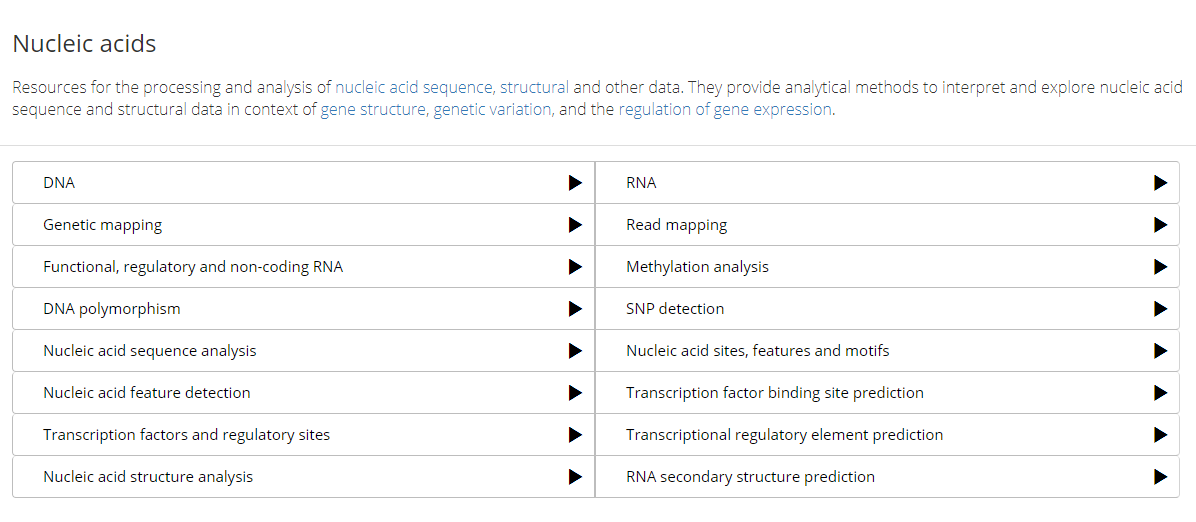 Nucleic acids
Resources for the processing and analysis of nucleic acid sequence, structural and other data. They provide analytical methods to interpret and explore nucleic acid
sequence and structural data in context of gene structure, genetic variation, and the regulation of gene expression.
DNA
RNA
Genetic mapping
Read mapping
Functional, regulatory and non-coding RNA
Methylation analysis
DNA polymorphism
SNP detection
Nucleic acid sequence analysis
Nucleic acid sites, features and motifs
Nucleic acid feature detection
Transcription factor binding site prediction
Transcription factors and regulatory sites
Transcriptional regulatory element prediction
Nucleic acid structure analysis
RNA secondary structure prediction